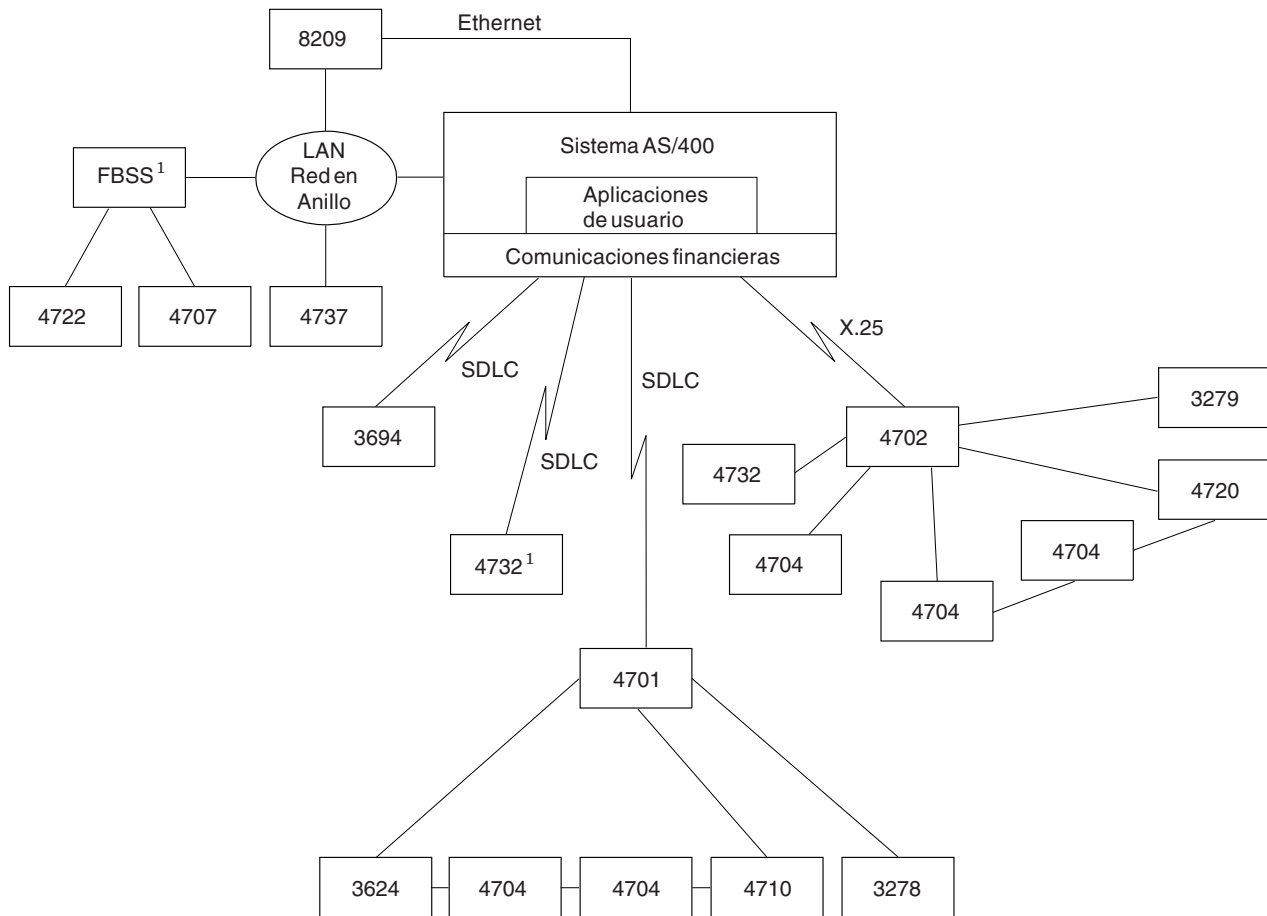 Ethernet
8209
Sistema AS/400
LAN
Red en
Anillo
FBSS 1
Aplicaciones
de usuario
Comunicaciones financieras
4722
4707
4737
X.25
SDLC
SDLC
3279
3694
4702
SDLC
4732
4720
4732 1
4704
4704
4704
4701
3624
4704
4704
4710
3278